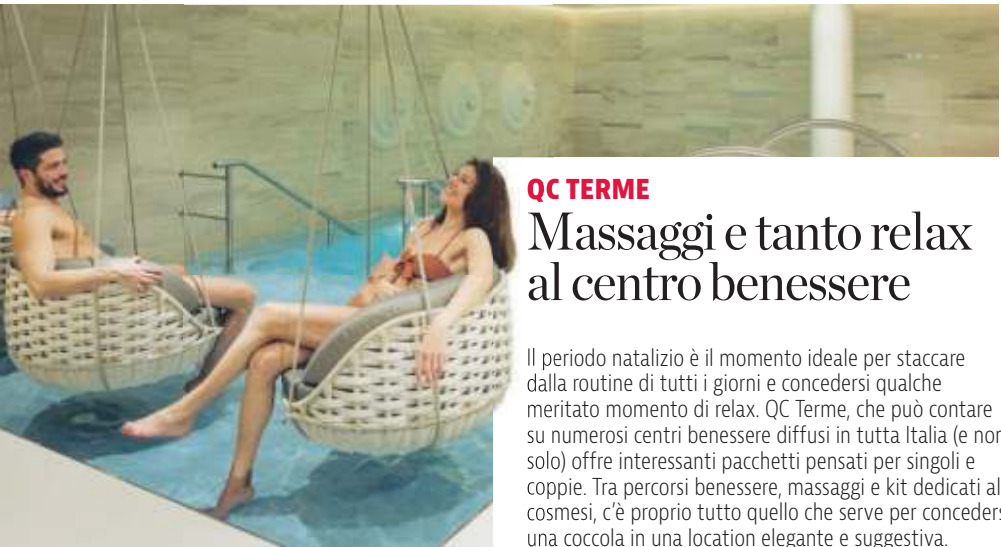 QC TERME
Massaggi e tanto relax
al centro benessere
Il periodo natalizio è il momento ideale per staccare
dalla routine di tutti i giorni e concedersi qualche
meritato momento di relax. QC Terme, che può contare
su numerosi centri benessere diffusi in tutta Italia (e non
solo) offre interessanti pacchetti pensati per singoli e
coppie. Tra percorsi benessere, massaggi e kit dedicati al
cosmesi, c’è proprio tutto quello che serve per conceders
una coccola in una location elegante e suggestiva.